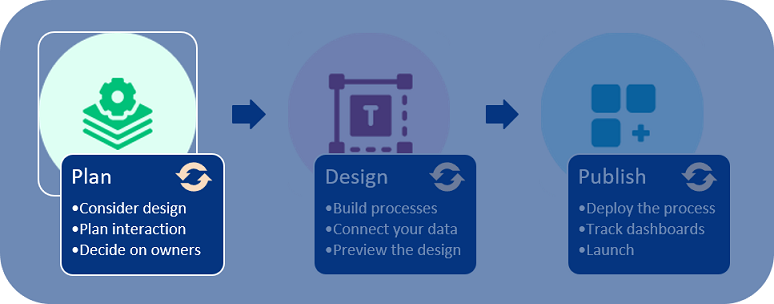 T
Plan
•Consider design
•Plan interaction
•Decide on owners
Design
•Build processes
•Connect your data
•Preview the design
Publish
•Deploy the process
•Track dashboards
•Launch